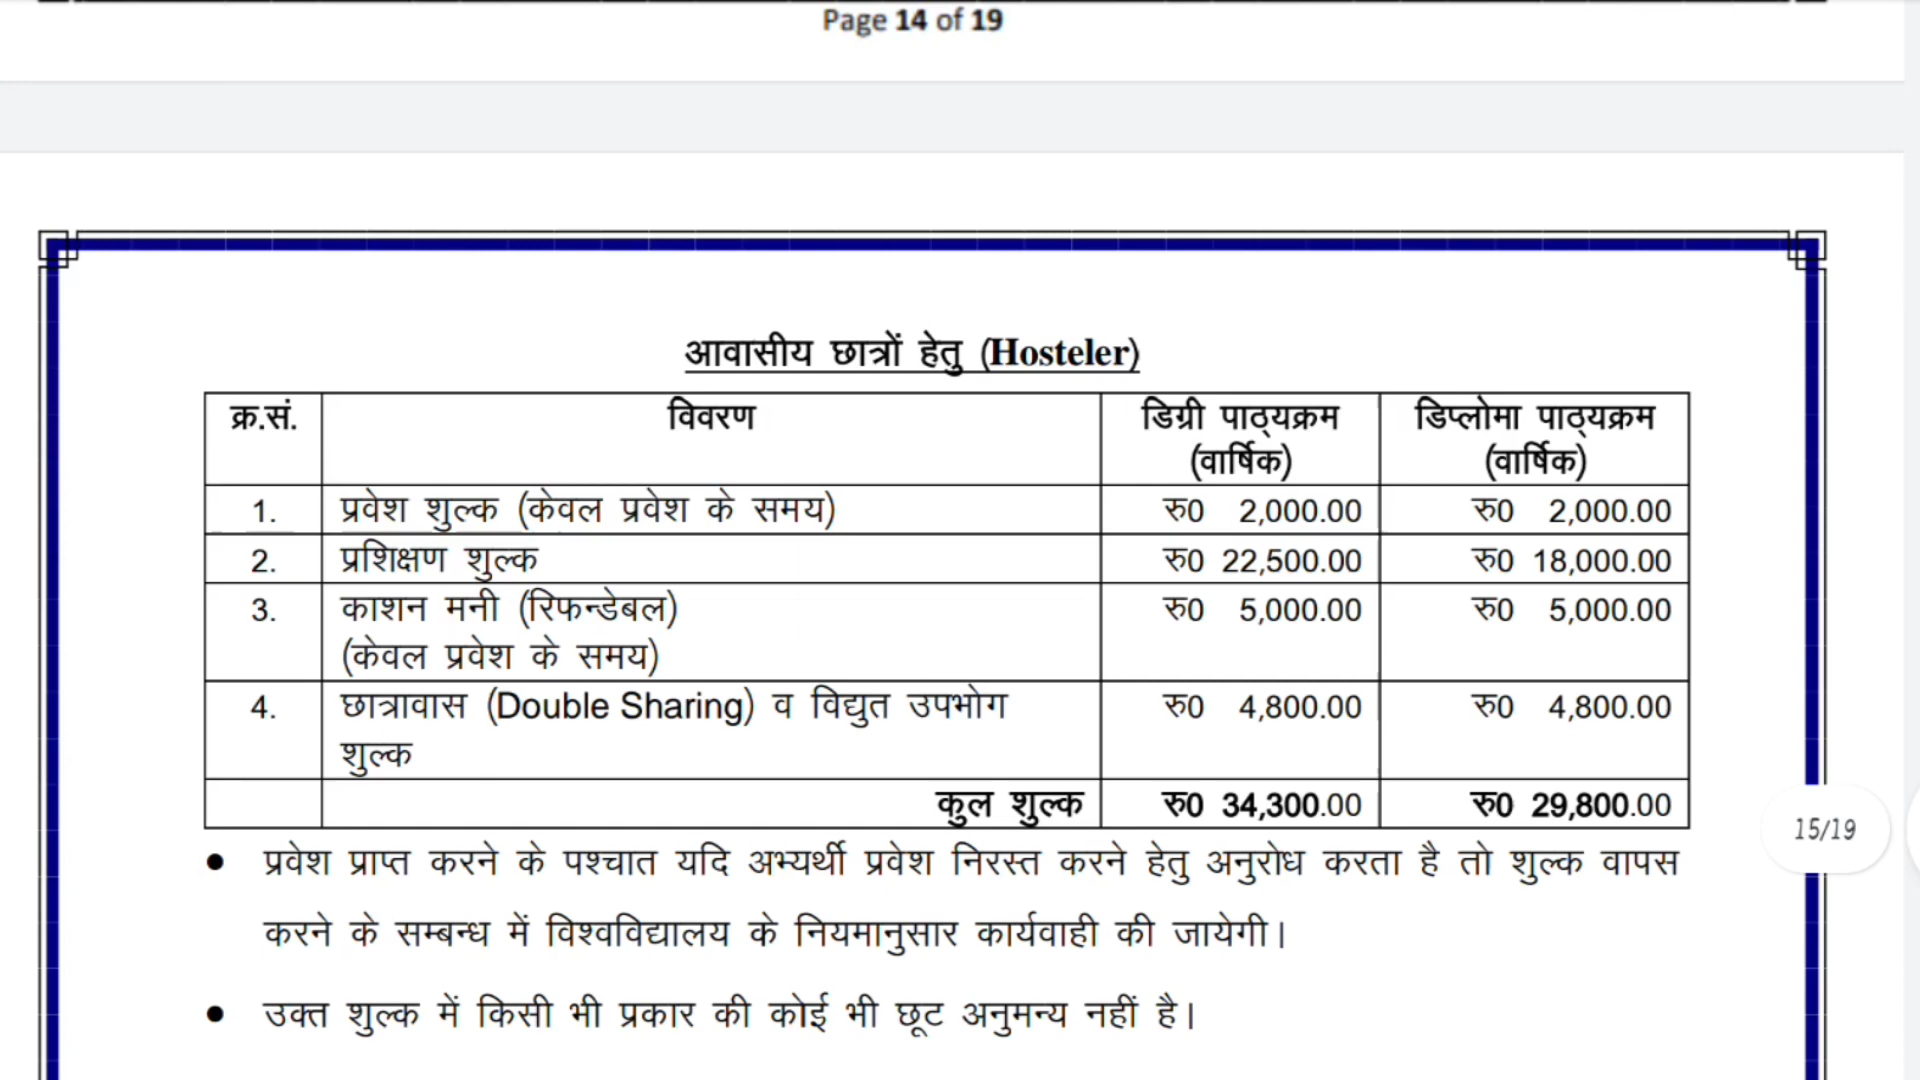 Page 14 of 19
आवासीय छात्रों हेतु (Hosteler)
क्र.सं. विवरण डिग्री पाठ्यक्रम (वार्षिक) डिप्लोमा पाठ्यक्रम (वार्षिक)
1. प्रवेश शुल्क (केवल प्रवेश के समय) रु0 2,000.00 रु0 2,000.00
2. प्रशिक्षण शुल्क रु0 22,500.00 रु0 18,000.00
3. काशन मनी (रिफन्डेबल) रु0 5,000.00 रु0 5,000.00
(केवल प्रवेश के समय)
4. छात्रावास (Double Sharing) व विद्युत उपभोग रु0 4,800.00 रु0 4,800.00
शुल्क
कुल शुल्क रु0 34,300.00 रु0 29,800.00
15/19
● प्रवेश प्राप्त करने के पश्चात यदि अभ्यर्थी प्रवेश निरस्त करने हेतु अनुरोध करता है तो शुल्क वापस
करने के सम्बन्ध में विश्वविद्यालय के नियमानुसार कार्यवाही की जायेगी।
● उक्त शुल्क में किसी भी प्रकार की कोई भी छूट अनुमन्य नहीं है।